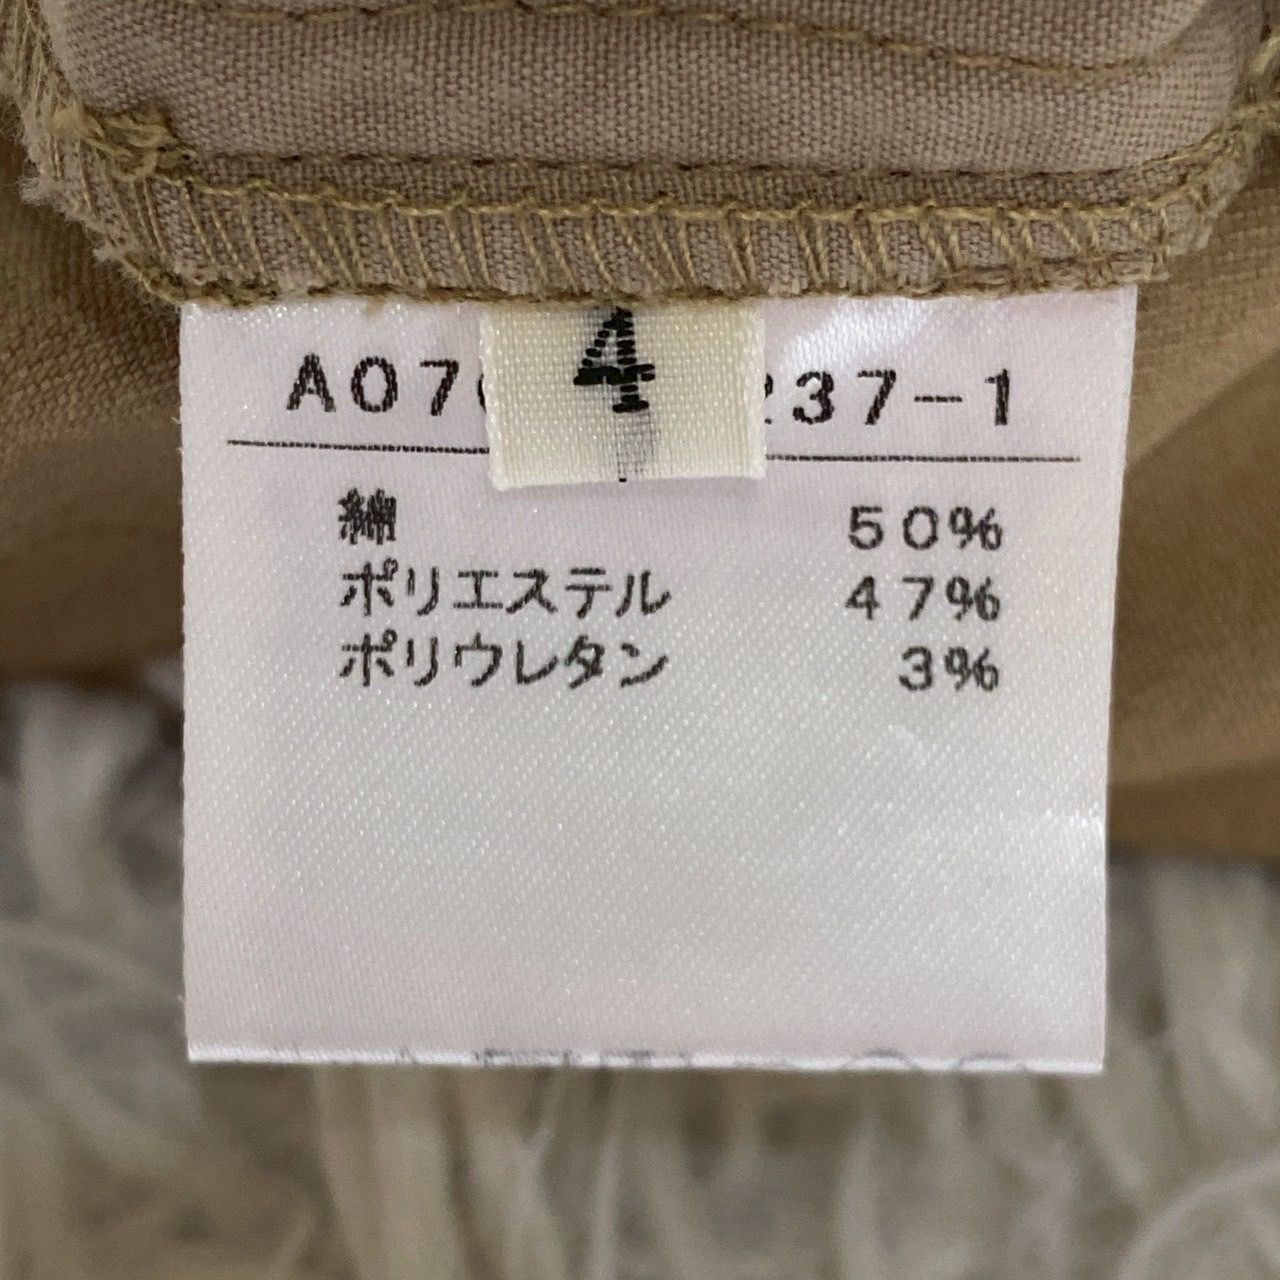 4
A07 237-1
綿 50%
ポリエステル 47%
ポリウレタン 3%